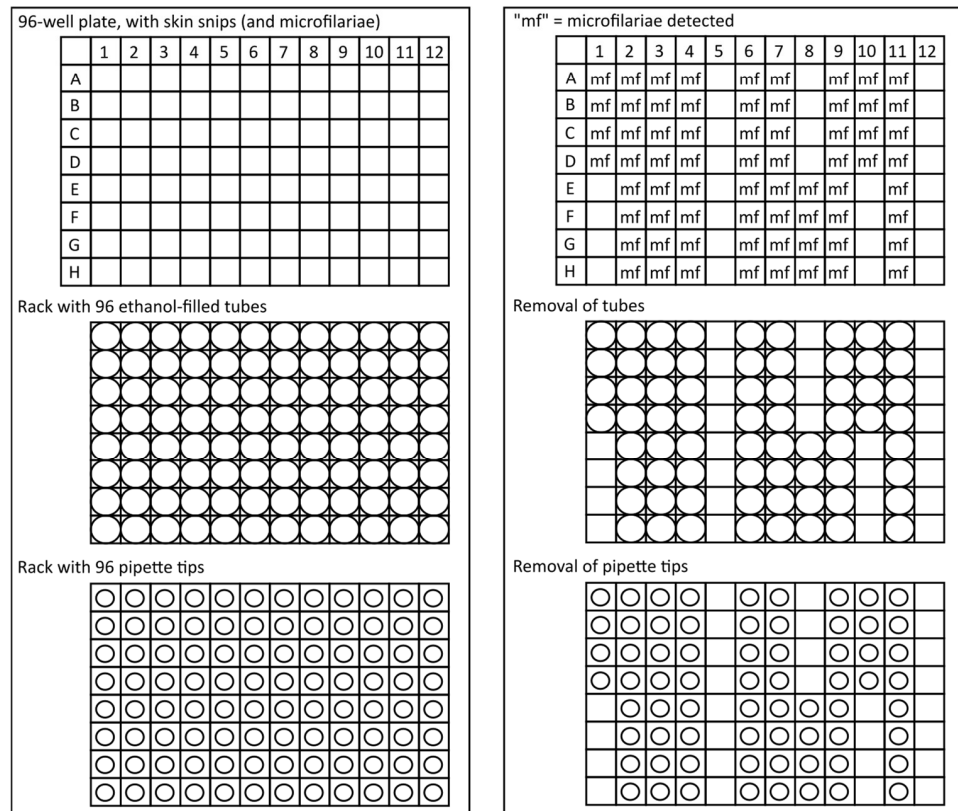 96-well plate, with skin snips (and microfilariae)
1 2 3 4 5 6 7 8 9 10 11 12
A
B
C
D
E
F
G
H
Rack with 96 ethanol-filled tubes
Rack with 96 pipette tips
"mf" = microfilariae detected
1 2 3 4 5 6 7 8 9 10 11 12
A mf mf mf mf mf mf mf mf mf
B mf mf mf mf mf mf mf mf mf
C mf mf mf mf mf mf mf mf mf
D mf mf mf mf mf mf mf mf mf
E mf mf mf mf mf mf mf mf
F mf mf mf mf mf mf mf mf
G mf mf mf mf mf mf mf mf
H mf mf mf mf mf mf mf mf
Removal of tubes
Removal of pipette tips